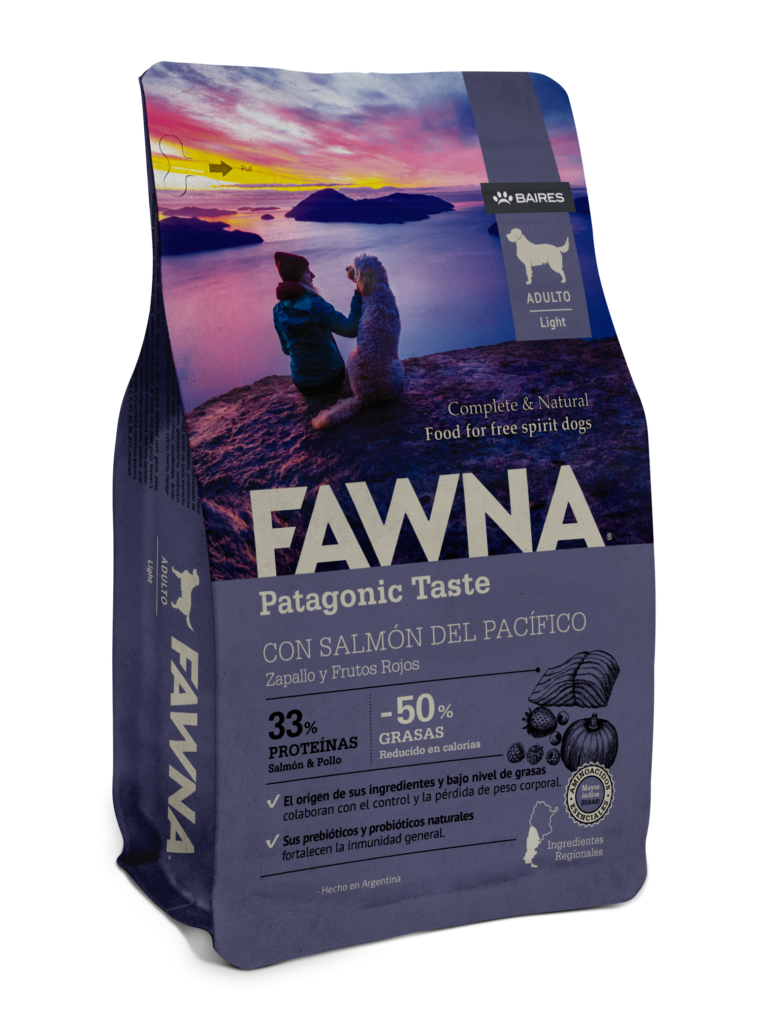 Pull
BAIRES
ADULTO
Light
Complete & Natural
Food for free spirit dogs
FAWNA®
Patagonic Taste
CON SALMÓN DEL PACÍFICO
Zapallo y Frutos Rojos
33%
PROTEÍNAS
Salmón & Pollo
-50%
GRASAS
Reducido en calorías
El origen de sus ingredientes y bajo nivel de grasas
colaboran con el control y la pérdida de peso corporal.
Sus prebióticos y probióticos naturales
fortalecen la inmunidad general.
AMINOÁCIDOS
Mayor
índice
(DIAAS)
ESENCIALES
Ingredientes
Regionales
- Hecho en Argentina
ADULTO
Light
FAWNA